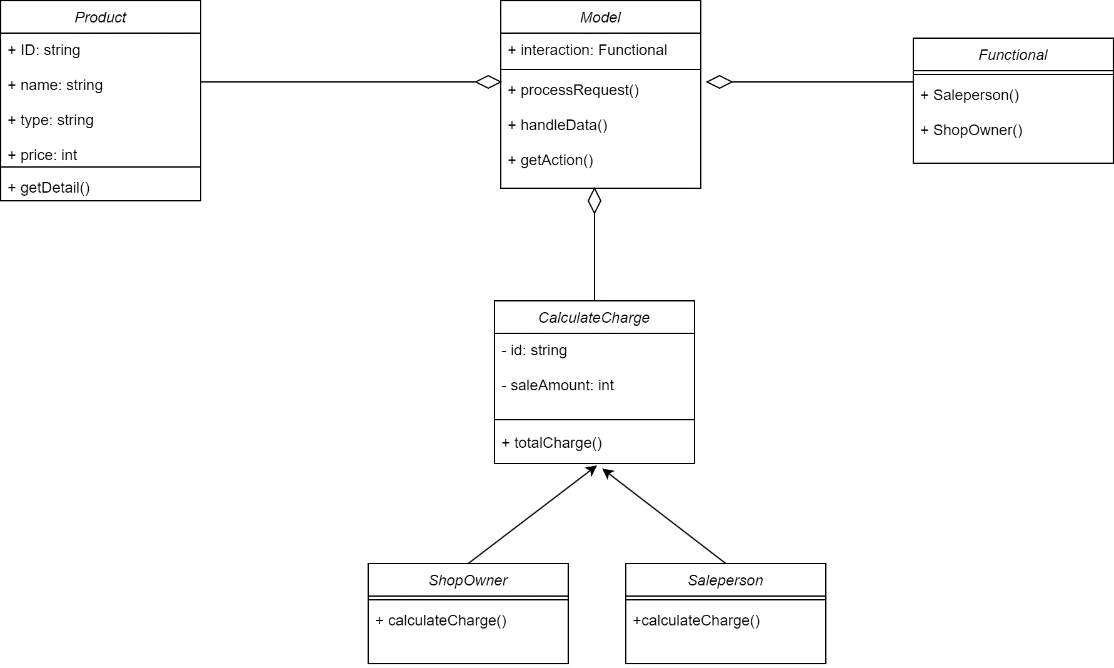 Product
+ ID: string
+ name: string
+ type: string
+ price: int
+ getDetail()
Model
+ interaction: Functional
+ processRequest()
+ handleData()
+ getAction()
Functional
+ Saleperson()
+ ShopOwner()
CalculateCharge
- id: string
- saleAmount: int
+ totalCharge()
ShopOwner
+ calculateCharge()
Saleperson
+calculateCharge()